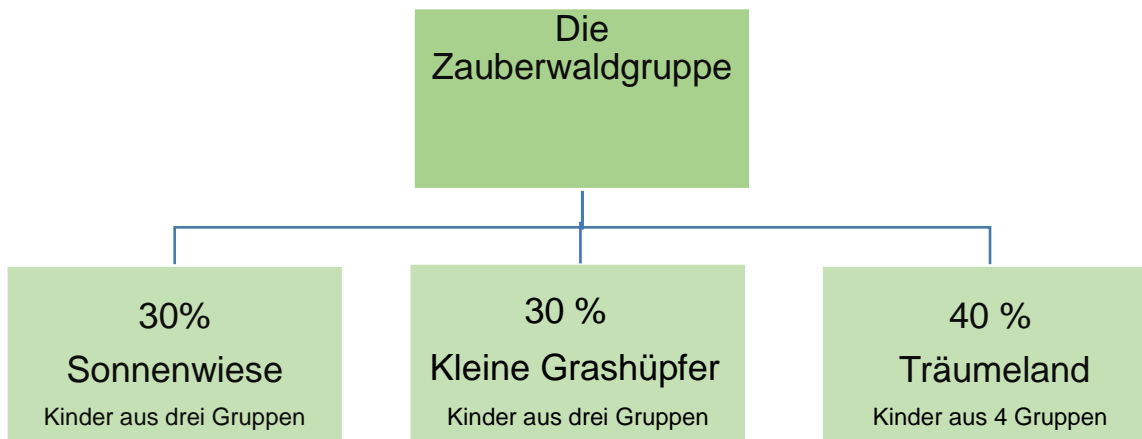 Die
Zauberwaldgruppe
30%
Sonnenwiese
Kinder aus drei Gruppen
30 %
Kleine Grashüpfer
Kinder aus drei Gruppen
40 %
Träumeland
Kinder aus 4 Gruppen